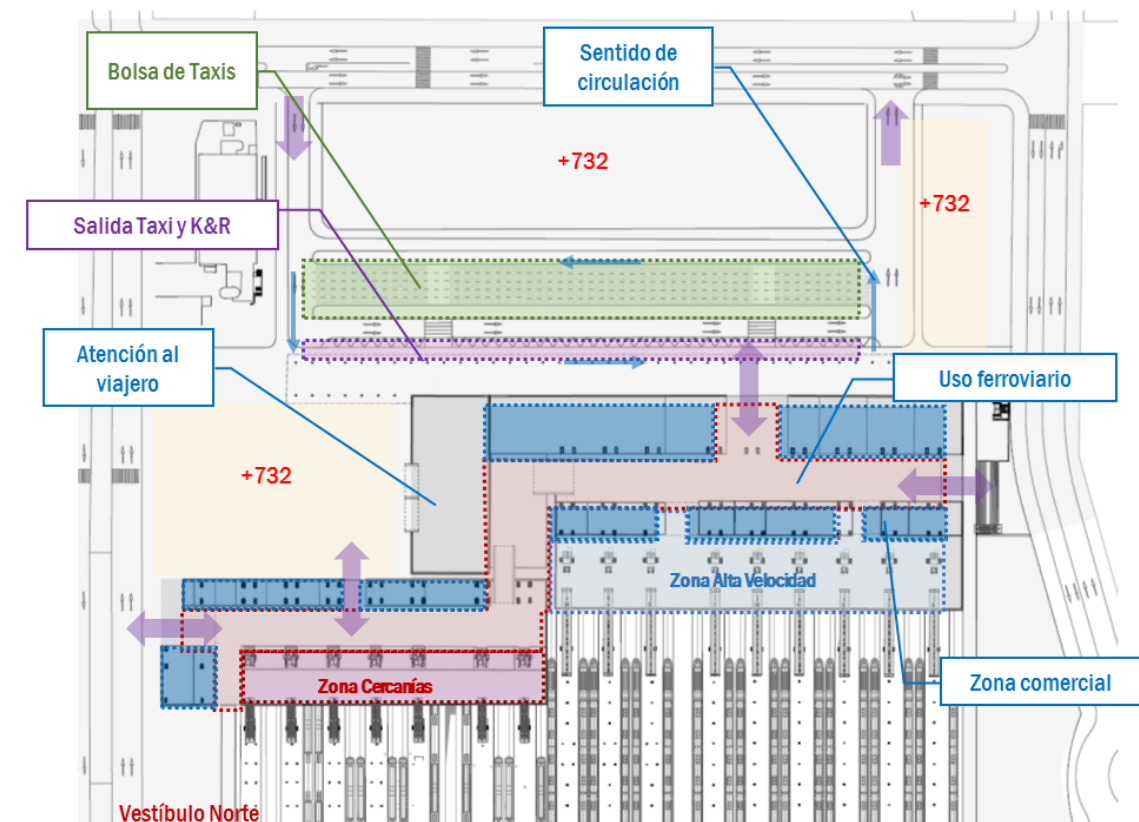 Bolsa de Taxis
Sentido de
circulación
+732
+732
Salida Taxi y K&R
Atención al
viajero
Uso ferroviario
+732
Zona Alta Velocidad
Zona Cercanías
Zona comercial
Vestíbulo Norte